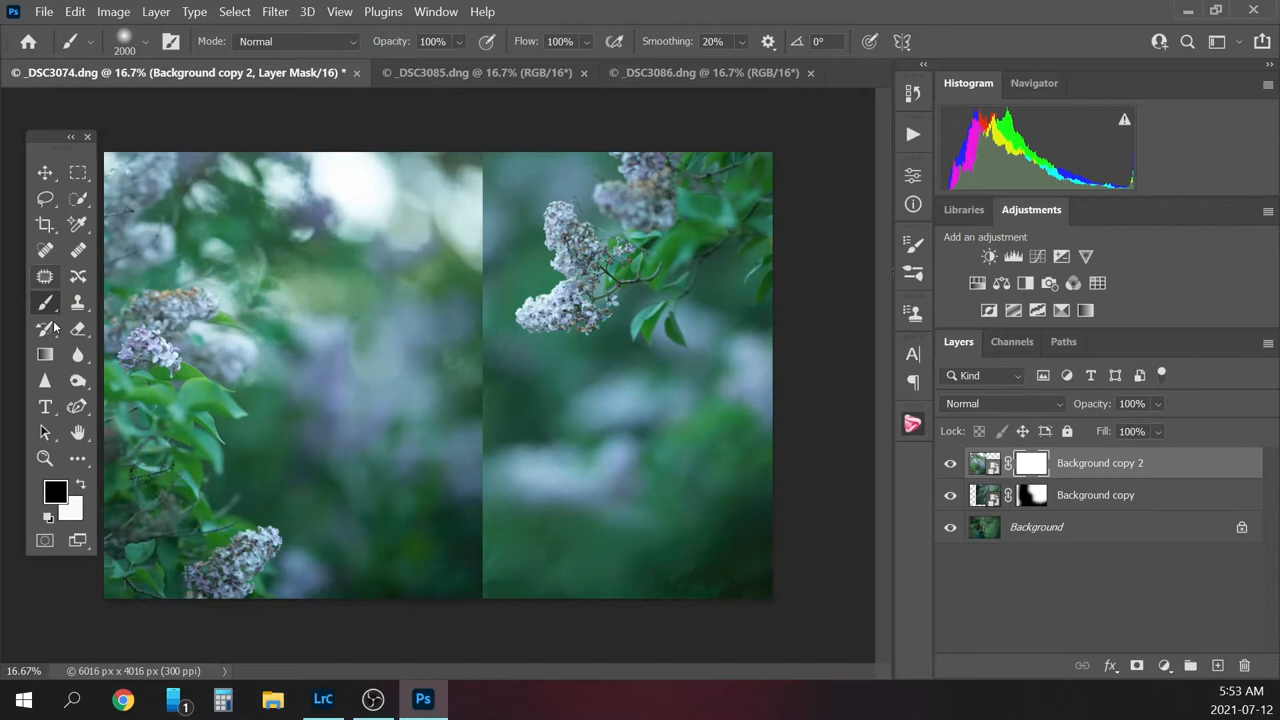 Ps File Edit Image Layer Type Select Filter 3D View Plugins Window Help
2000 Mode: Normal Opacity: 100% Flow: 100% Smoothing: 20% 0°
© _DSC3074.dng @ 16.7% (Background copy 2, Layer Mask/16) * × © _DSC3085.dng @ 16.7% (RGB/16*) × © _DSC3086.dng @ 16.7% (RGB/16*) ×
Histogram Navigator
Libraries Adjustments
Add an adjustment
Layers Channels Paths
Kind
Normal Opacity: 100%
Lock: Fill: 100%
Background copy 2
Background copy
Background
16.67% © 6016 px x 4016 px (300 ppi)
1 LrC Ps
5:53 AM
2021-07-12